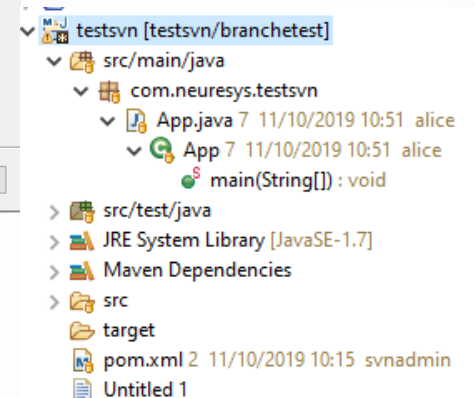 testsvn [testsvn/branchetest]
src/main/java
com.neuresys.testsvn
App.java 7 11/10/2019 10:51 alice
App 7 11/10/2019 10:51 alice
main(String[]) : void
src/test/java
JRE System Library [JavaSE-1.7]
Maven Dependencies
src
target
pom.xml 2 11/10/2019 10:15 svnadmin
Untitled 1